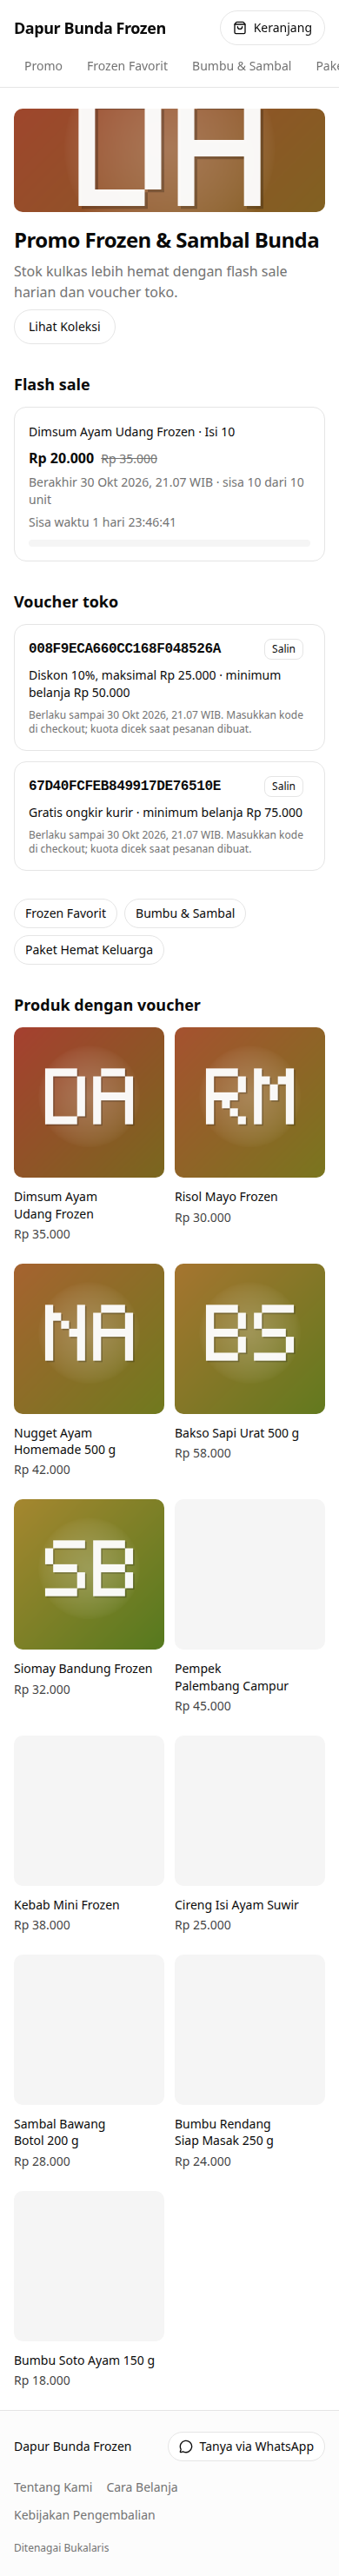 Dapur Bunda Frozen
Keranjang
Promo Frozen Favorit Bumbu & Sambal Pake
DA
Promo Frozen & Sambal Bunda
Stok kulkas lebih hemat dengan flash sale
harian dan voucher toko.
Lihat Koleksi
Flash sale
Dimsum Ayam Udang Frozen · Isi 10
Rp 20.000 Rp 35.000
Berakhir 30 Okt 2026, 21.07 WIB · sisa 10 dari 10
unit
Sisa waktu 1 hari 23:46:41
Voucher toko
008F9ECA660CC168F048526A
Salin
Diskon 10%, maksimal Rp 25.000 · minimum
belanja Rp 50.000
Berlaku sampai 30 Okt 2026, 21.07 WIB. Masukkan kode
di checkout; kuota dicek saat pesanan dibuat.
67D40FCFEB849917DE76510E
Salin
Gratis ongkir kurir · minimum belanja Rp 75.000
Berlaku sampai 30 Okt 2026, 21.07 WIB. Masukkan kode
di checkout; kuota dicek saat pesanan dibuat.
Frozen Favorit
Bumbu & Sambal
Paket Hemat Keluarga
Produk dengan voucher
DA
Dimsum Ayam
Udang Frozen
Rp 35.000
RM
Risol Mayo Frozen
Rp 30.000
NA
Nugget Ayam
Homemade 500 g
Rp 42.000
BS
Bakso Sapi Urat 500 g
Rp 58.000
SB
Siomay Bandung Frozen
Rp 32.000
Pempek
Palembang Campur
Rp 45.000
Kebab Mini Frozen
Rp 38.000
Cireng Isi Ayam Suwir
Rp 25.000
Sambal Bawang
Botol 200 g
Rp 28.000
Bumbu Rendang
Siap Masak 250 g
Rp 24.000
Bumbu Soto Ayam 150 g
Rp 18.000
Dapur Bunda Frozen
Tanya via WhatsApp
Tentang Kami Cara Belanja
Kebijakan Pengembalian
Ditenagai Bukalaris